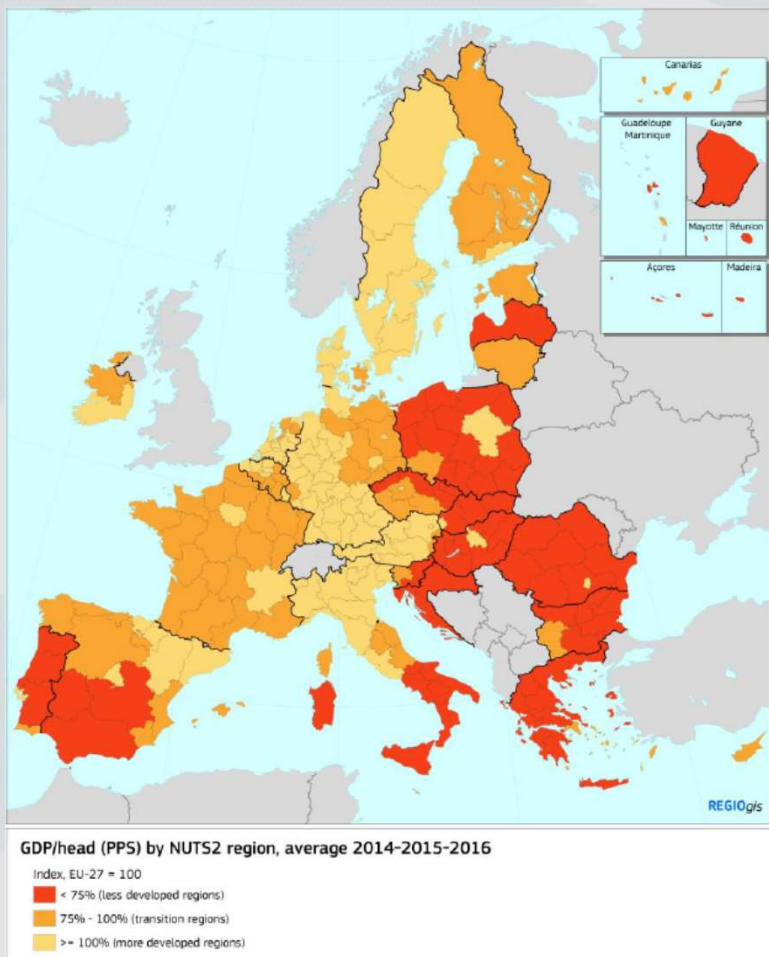 Canarias
Guadeloupe
Martinique
Guyane
Mayotte
Réunion
Açores
Madeira
REGIOgis
GDP/head (PPS) by NUTS2 region, average 2014-2015-2016
Index, EU-27 = 100
< 75% (less developed regions)
75% - 100% (transition regions)
>= 100% (more developed regions)